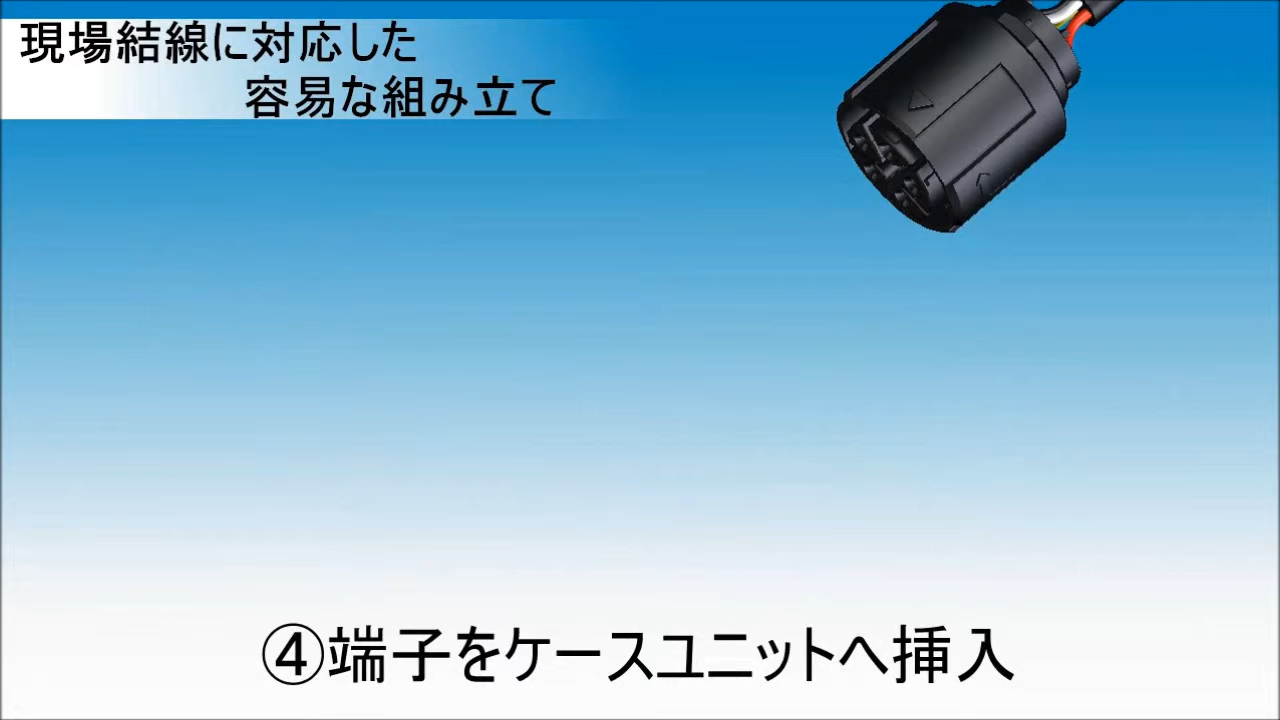 現場結線に対応した
容易な組み立て
④端子をケースユニットへ挿入